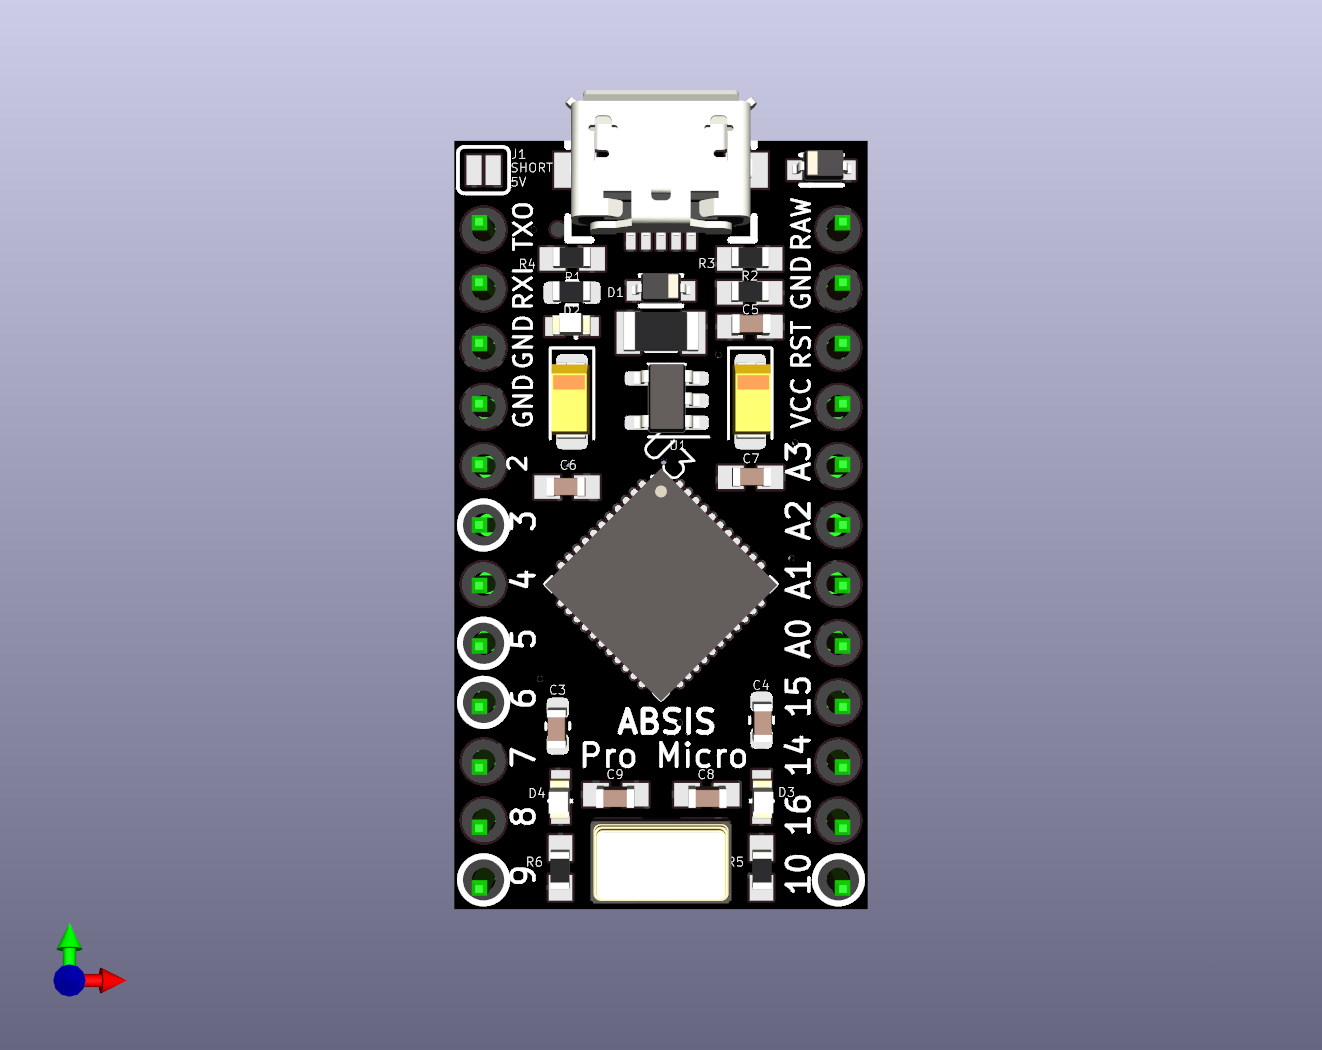 J1
SHORT
5V
TXO
RAW
R4
R3
RXI
GND
R1
R2
D1
D2
C5
GND
RST
GND
VCC
U1
U3
2
A3
C6
C7
3
A2
4
A1
5
A0
C3
C4
6
15
ABSIS
Pro Micro
7
14
C9
C8
D4
D3
8
16
R6
R5
9
10